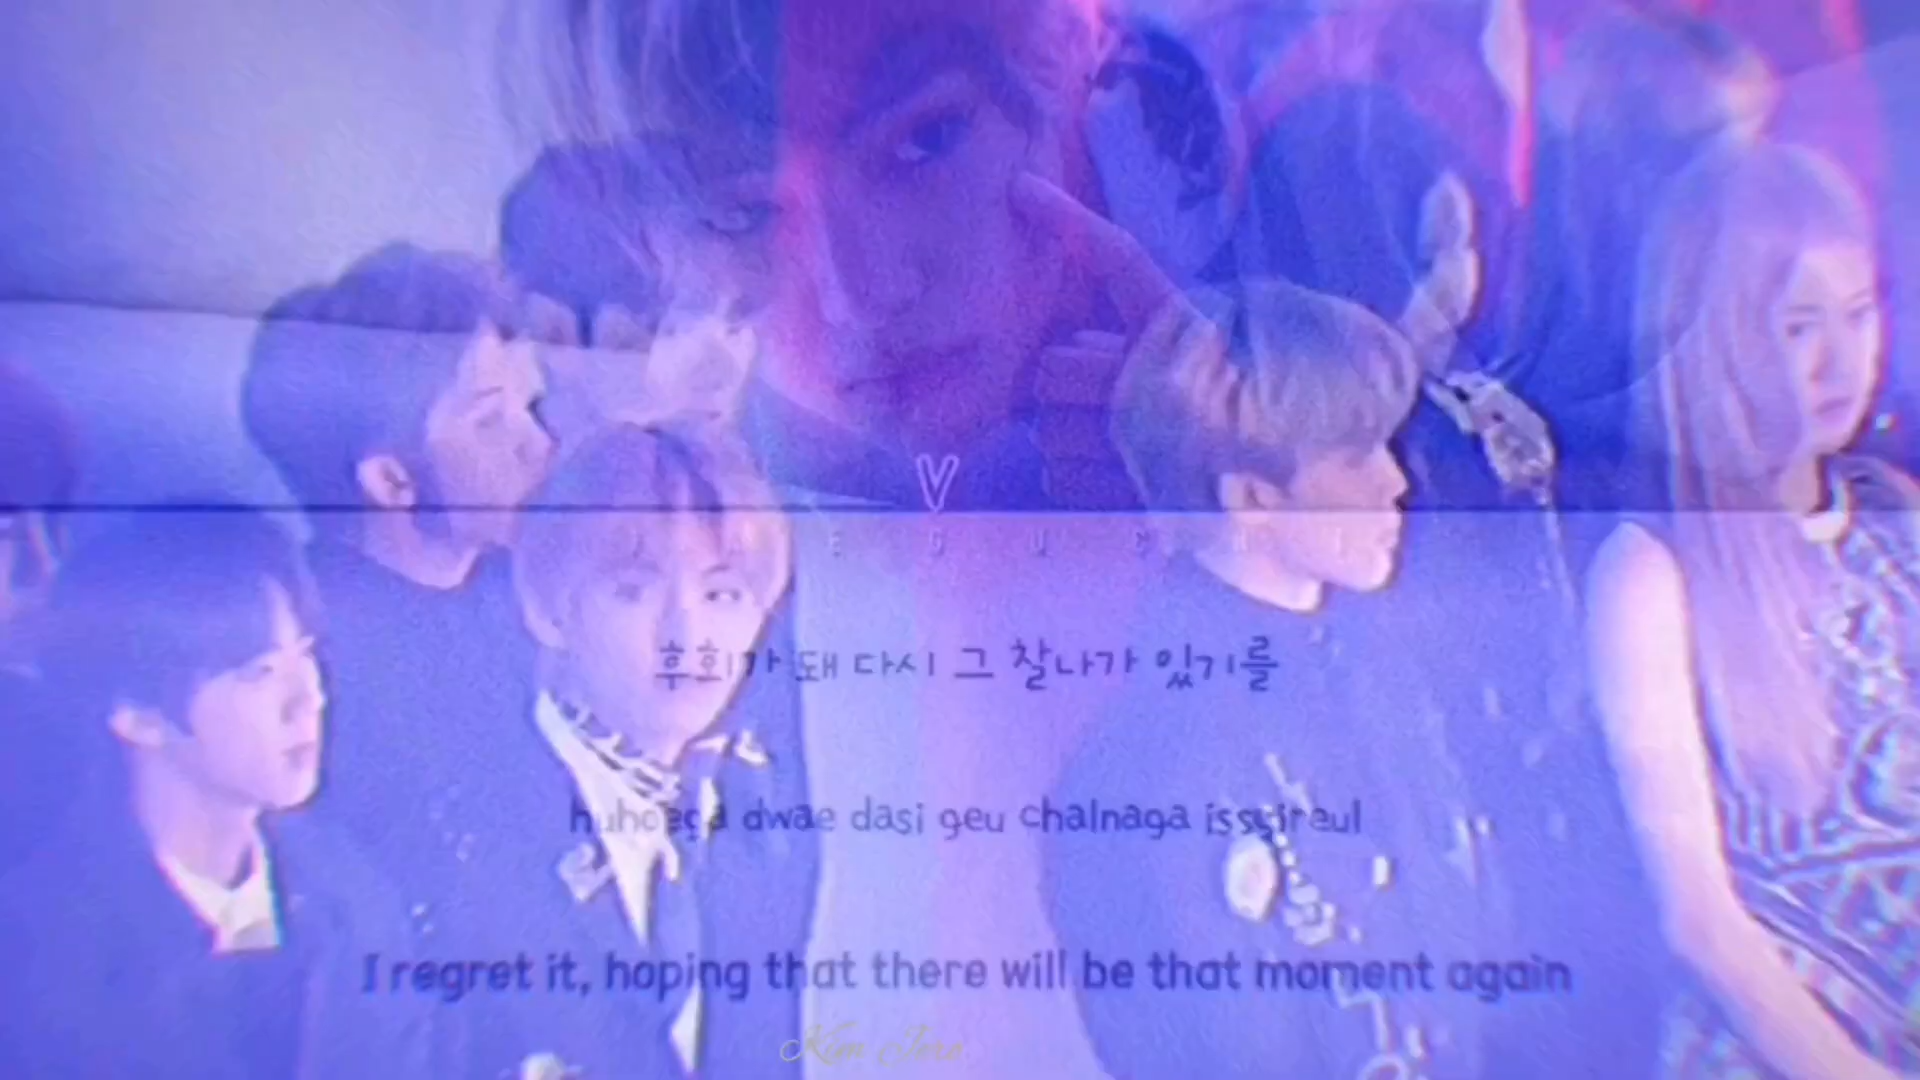 V
후회가 돼 다시 그 찰나가 있기를
huhoega dwae dasi geu chalnaga issgireul
I regret it, hoping that there will be that moment again